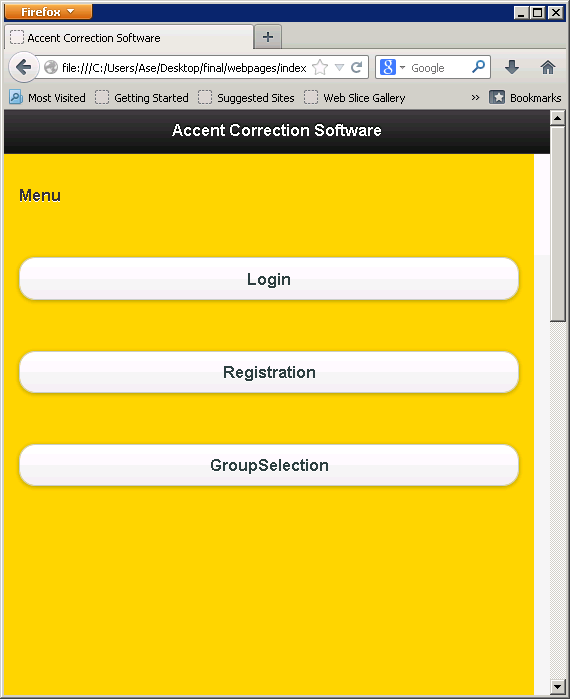 Firefox
Accent Correction Software
file:///C:/Users/Ase/Desktop/final/webpages/index
Google
Most Visited Getting Started Suggested Sites Web Slice Gallery » Bookmarks
Accent Correction Software
Menu
Login
Registration
GroupSelection